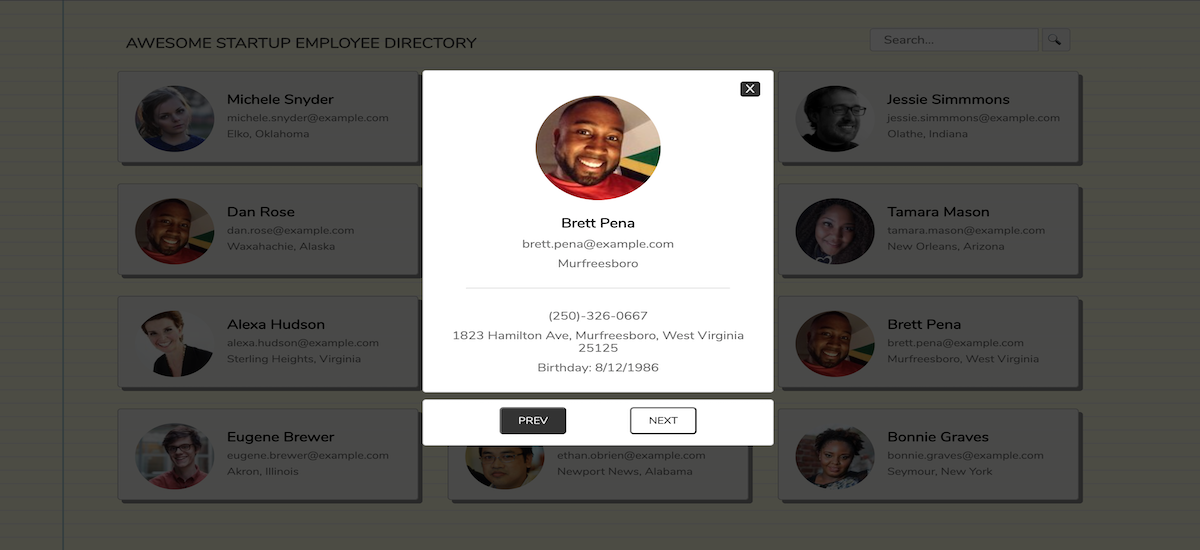 AWESOME STARTUP EMPLOYEE DIRECTORY
Search...
Michele Snyder
michele.snyder@example.com
Elko, Oklahoma
Jessie Simmmons
jessie.simmmons@example.com
Olathe, Indiana
Dan Rose
dan.rose@example.com
Waxahachie, Alaska
Tamara Mason
tamara.mason@example.com
New Orleans, Arizona
Alexa Hudson
alexa.hudson@example.com
Sterling Heights, Virginia
Brett Pena
brett.pena@example.com
Murfreesboro, West Virginia
Eugene Brewer
eugene.brewer@example.com
Akron, Illinois
ethan.obrien@example.com
Newport News, Alabama
Bonnie Graves
bonnie.graves@example.com
Seymour, New York
X
Brett Pena
brett.pena@example.com
Murfreesboro
(250)-326-0667
1823 Hamilton Ave, Murfreesboro, West Virginia
25125
Birthday: 8/12/1986
PREV
NEXT